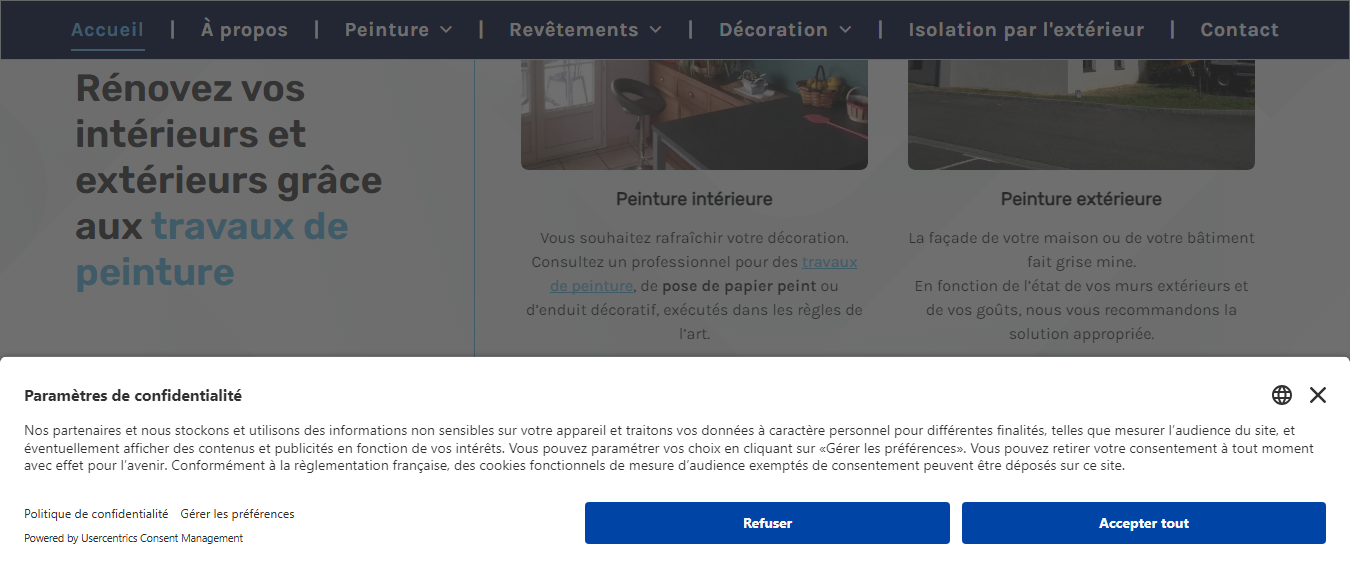 Accueil | À propos | Peinture | Revêtements | Décoration | Isolation par l'extérieur | Contact
Rénovez vos
intérieurs et
extérieurs grâce
aux travaux de
peinture
Peinture intérieure
Vous souhaitez rafraîchir votre décoration.
Consultez un professionnel pour des travaux
de peinture, de pose de papier peint ou
d’enduit décoratif, exécutés dans les règles de
l’art.
Peinture extérieure
La façade de votre maison ou de votre bâtiment
fait grise mine.
En fonction de l’état de vos murs extérieurs et
de vos goûts, nous vous recommandons la
solution appropriée.
Paramètres de confidentialité
Nos partenaires et nous stockons et utilisons des informations non sensibles sur votre appareil et traitons vos données à caractère personnel pour différentes finalités, telles que mesurer l’audience du site, et
éventuellement afficher des contenus et publicités en fonction de vos intérêts. Vous pouvez paramétrer vos choix en cliquant sur «Gérer les préférences». Vous pouvez retirer votre consentement à tout moment
avec effet pour l’avenir. Conformément à la règlementation française, des cookies fonctionnels de mesure d’audience exemptés de consentement peuvent être déposés sur ce site.
Politique de confidentialité Gérer les préférences
Powered by Usercentrics Consent Management
Refuser
Accepter tout